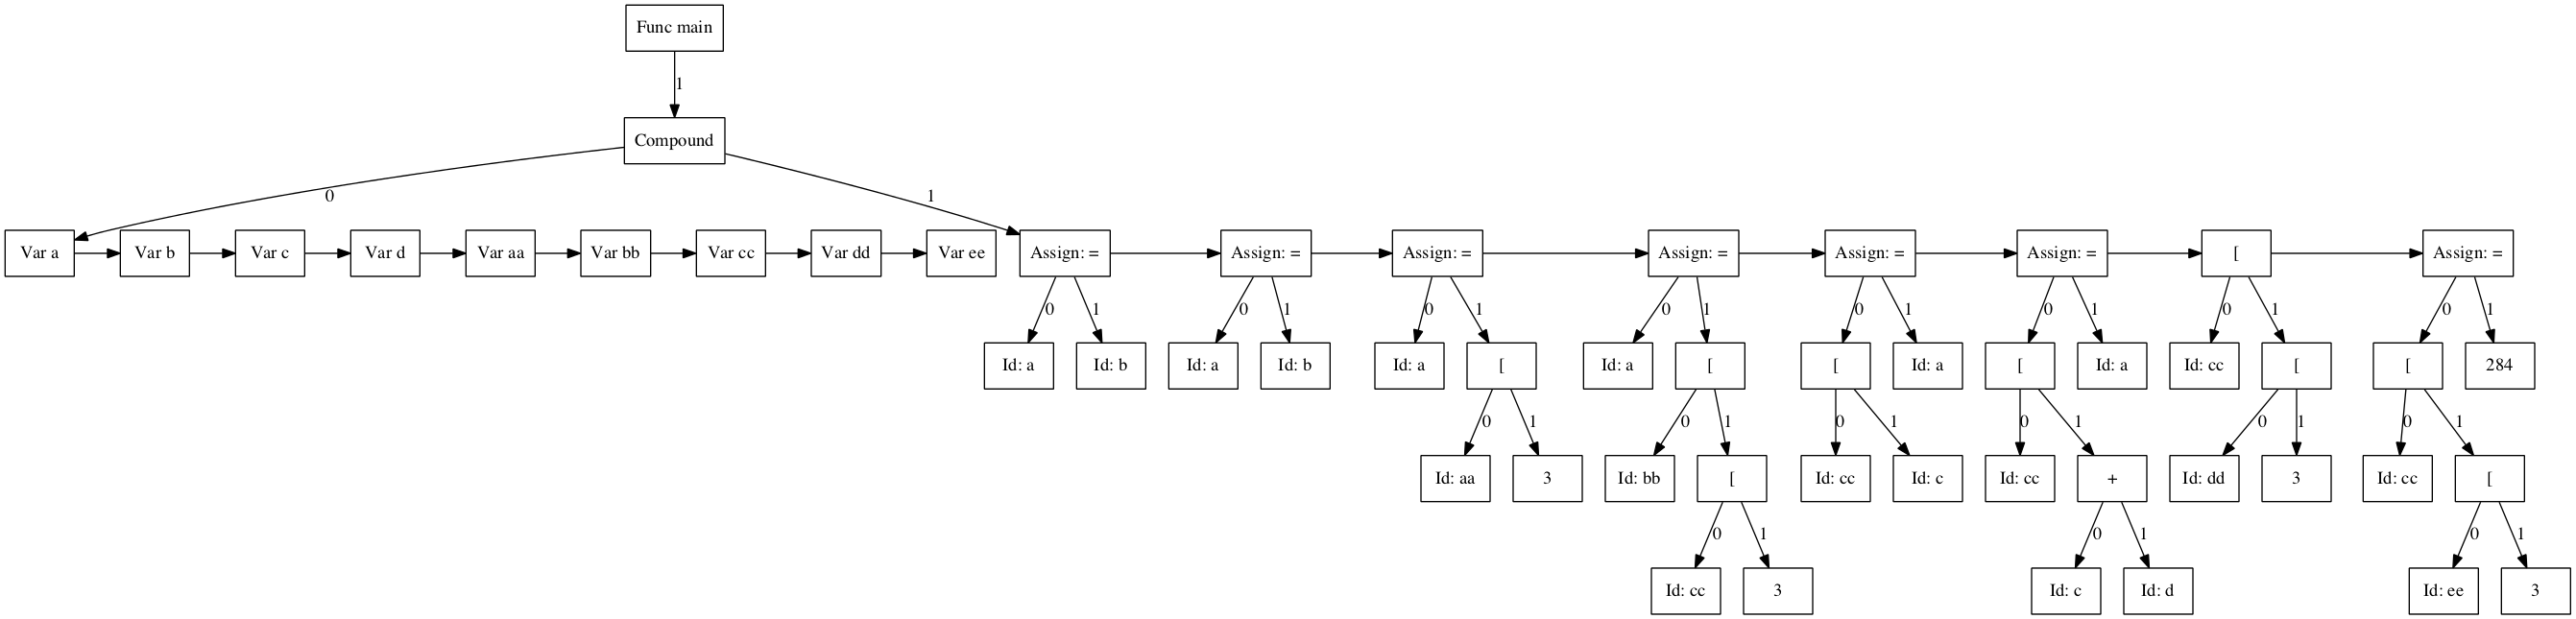 Func main
1
Compound
0 1
Var a Var b Var c Var d Var aa Var bb Var cc Var dd Var ee Assign: = Assign: = Assign: = Assign: = Assign: = Assign: = [ Assign: =
0 1 0 1 0 1 0 1 0 1 0 1 0 1 0 1
Id: a Id: b Id: a Id: b Id: a [ Id: a [ [ Id: a [ Id: a Id: cc [ [ 284
0 1 0 1 0 1 0 1 0 1 0 1
Id: aa 3 Id: bb [ Id: cc Id: c Id: cc + Id: dd 3 Id: cc [
0 1 0 1 0 1
Id: cc 3 Id: c Id: d Id: ee 3